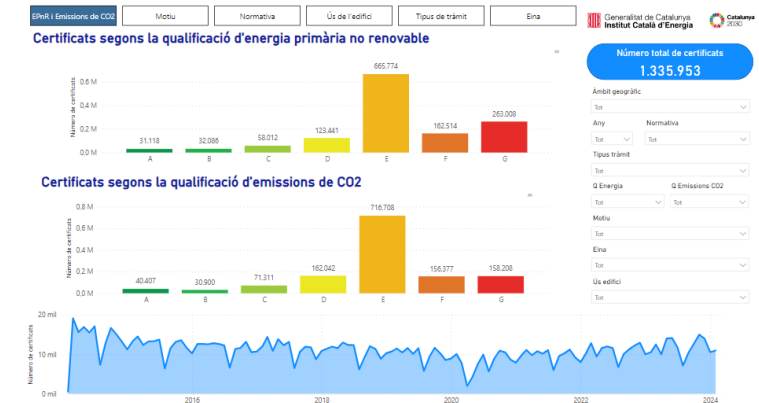 EPnR i Emissions de CO2
Motiu
Normativa
Ús de l'edifici
Tipus de tràmit
Eina
Generalitat de Catalunya
Institut Català d'Energia
Catalunya
2030
Certificats segons la qualificació d'energia primària no renovable
Número total de certificats
1.335.953
Número de certificats
0,6 M
0,4 M
0,2 M
0,0 M
31.118
32.086
58.012
123.441
665.774
162.514
263.008
A
B
C
D
E
F
G
Àmbit geogràfic
Tot
Any
Normativa
Tot
Tot
Tipus tràmit
Tot
Q Energia
Q Emissions CO2
Tot
Tot
Motiu
Tot
Eina
Tot
Ús edifici
Tot
Certificats segons la qualificació d'emissions de CO2
Número de certificats
0,8 M
0,6 M
0,4 M
0,2 M
0,0 M
40.407
30.900
71.311
162.042
716.708
156.377
158.208
A
B
C
D
E
F
G
Número de certificats
20 mil
10 mil
0 mil
2016
2018
2020
2022
2024